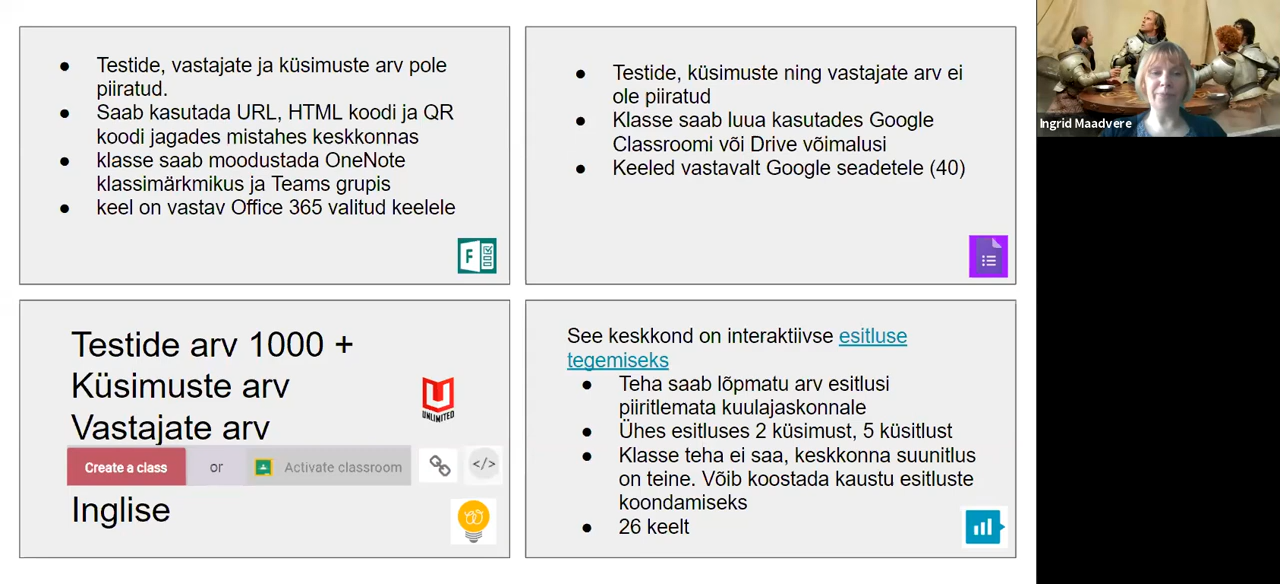 Testide, vastajate ja küsimuste arv pole
piiratud.
Saab kasutada URL, HTML koodi ja QR
koodi jagades mistahes keskkonnas
klasse saab moodustada OneNote
klassimärkmikus ja Teams grupis
keel on vastav Office 365 valitud keelele
F
Testide, küsimuste ning vastajate arv ei
ole piiratud
Klasse saab luua kasutades Google
Classroomi või Drive võimalusi
Keeled vastavalt Google seadetele (40)
Testide arv 1000 +
Küsimuste arv
Vastajate arv
UNLIMITED
Create a class or Activate classroom </>
Inglise
See keskkond on interaktiivse esitluse
tegemiseks
Teha saab lõpmatu arv esitlusi
piiritlemata kuulajaskonnale
Ühes esitluses 2 küsimust, 5 küsitlust
Klasse teha ei saa, keskkonna suunitlus
on teine. Võib koostada kaustu esitluste
koondamiseks
26 keelt
Ingrid Maadvere